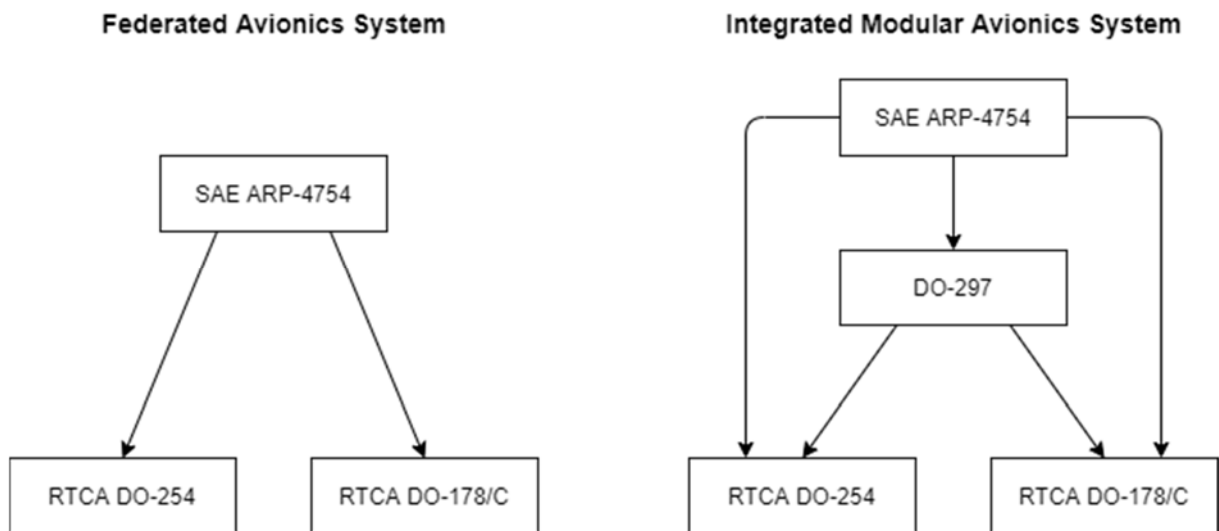 Federated Avionics System
SAE ARP-4754
RTCA DO-254
RTCA DO-178/C
Integrated Modular Avionics System
SAE ARP-4754
DO-297
RTCA DO-254
RTCA DO-178/C